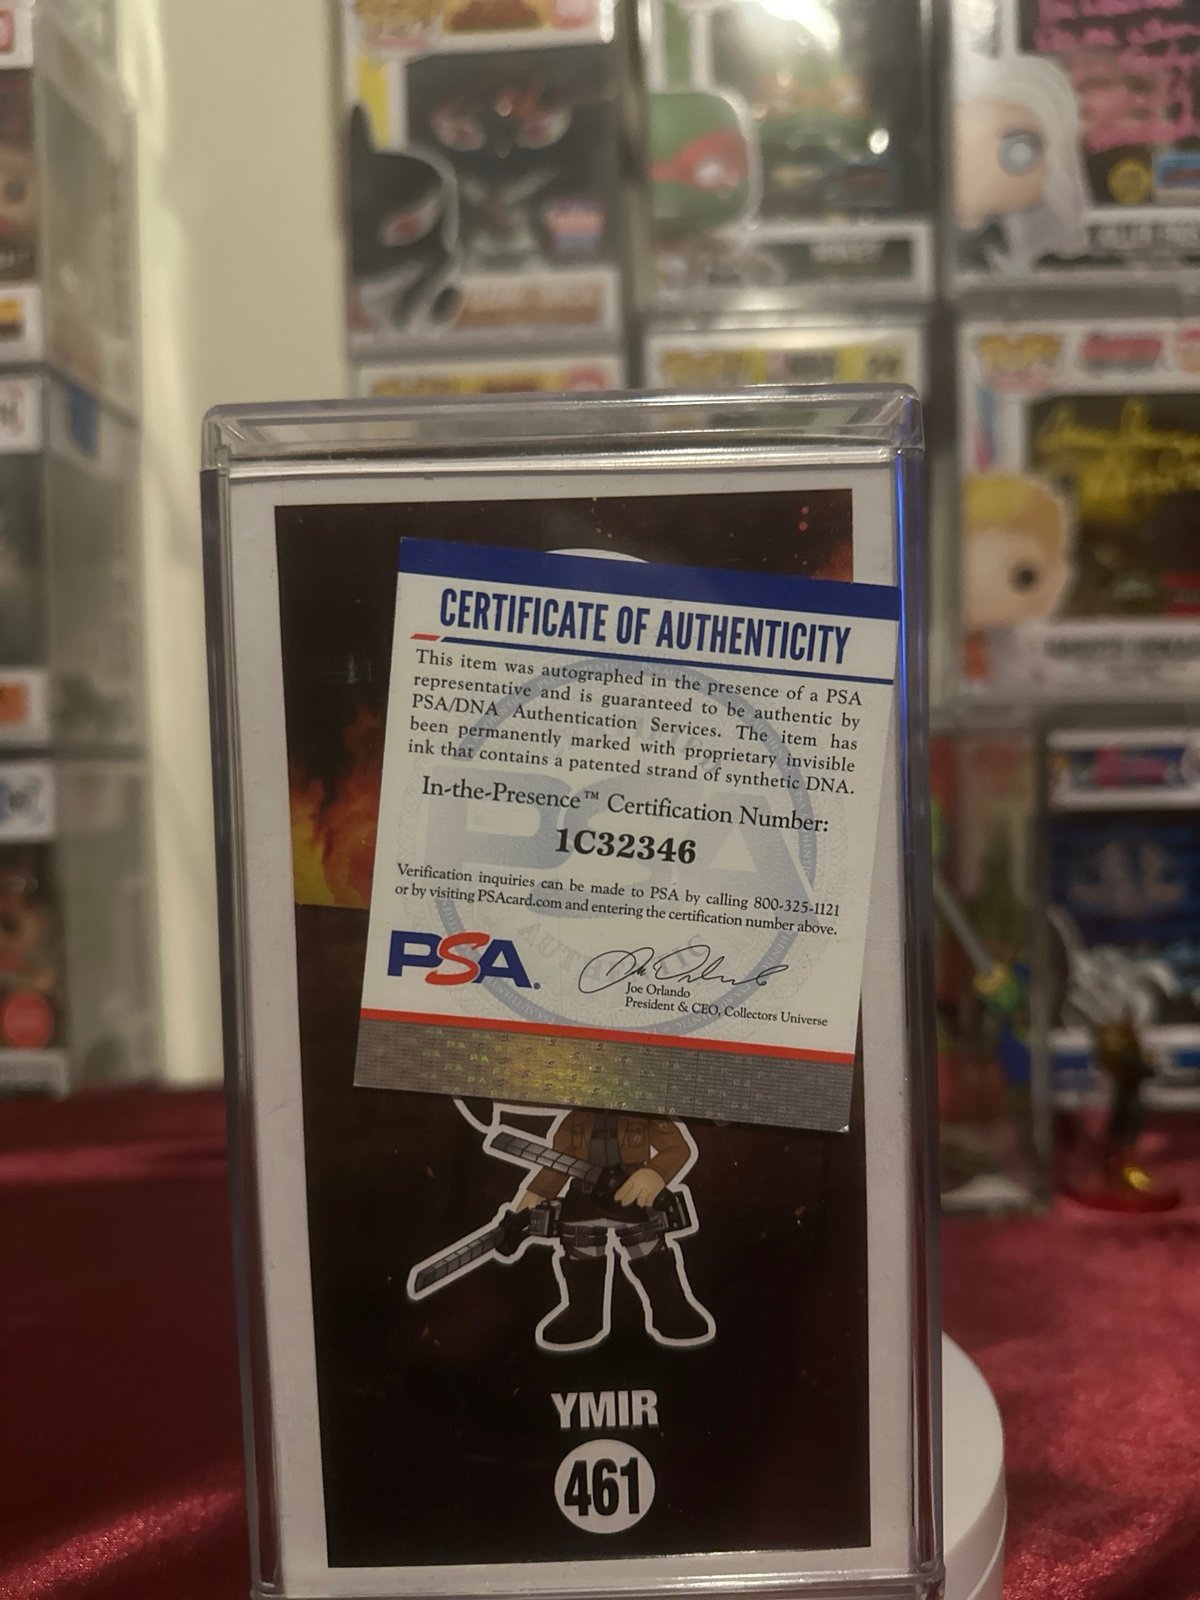 CERTIFICATE OF AUTHENTICITY
This item was autographed in the presence of a PSA
representative and is guaranteed to be authentic by
PSA/DNA Authentication Services. The item has
been permanently marked with proprietary invisible
ink that contains a patented strand of synthetic DNA.
In-the-Presence™ Certification Number:
1C32346
Verification inquiries can be made to PSA by calling 800-325-1121
or by visiting PSAcard.com and entering the certification number above.
PSA.
Joe Orlando
President & CEO, Collectors Universe
YMIR
461